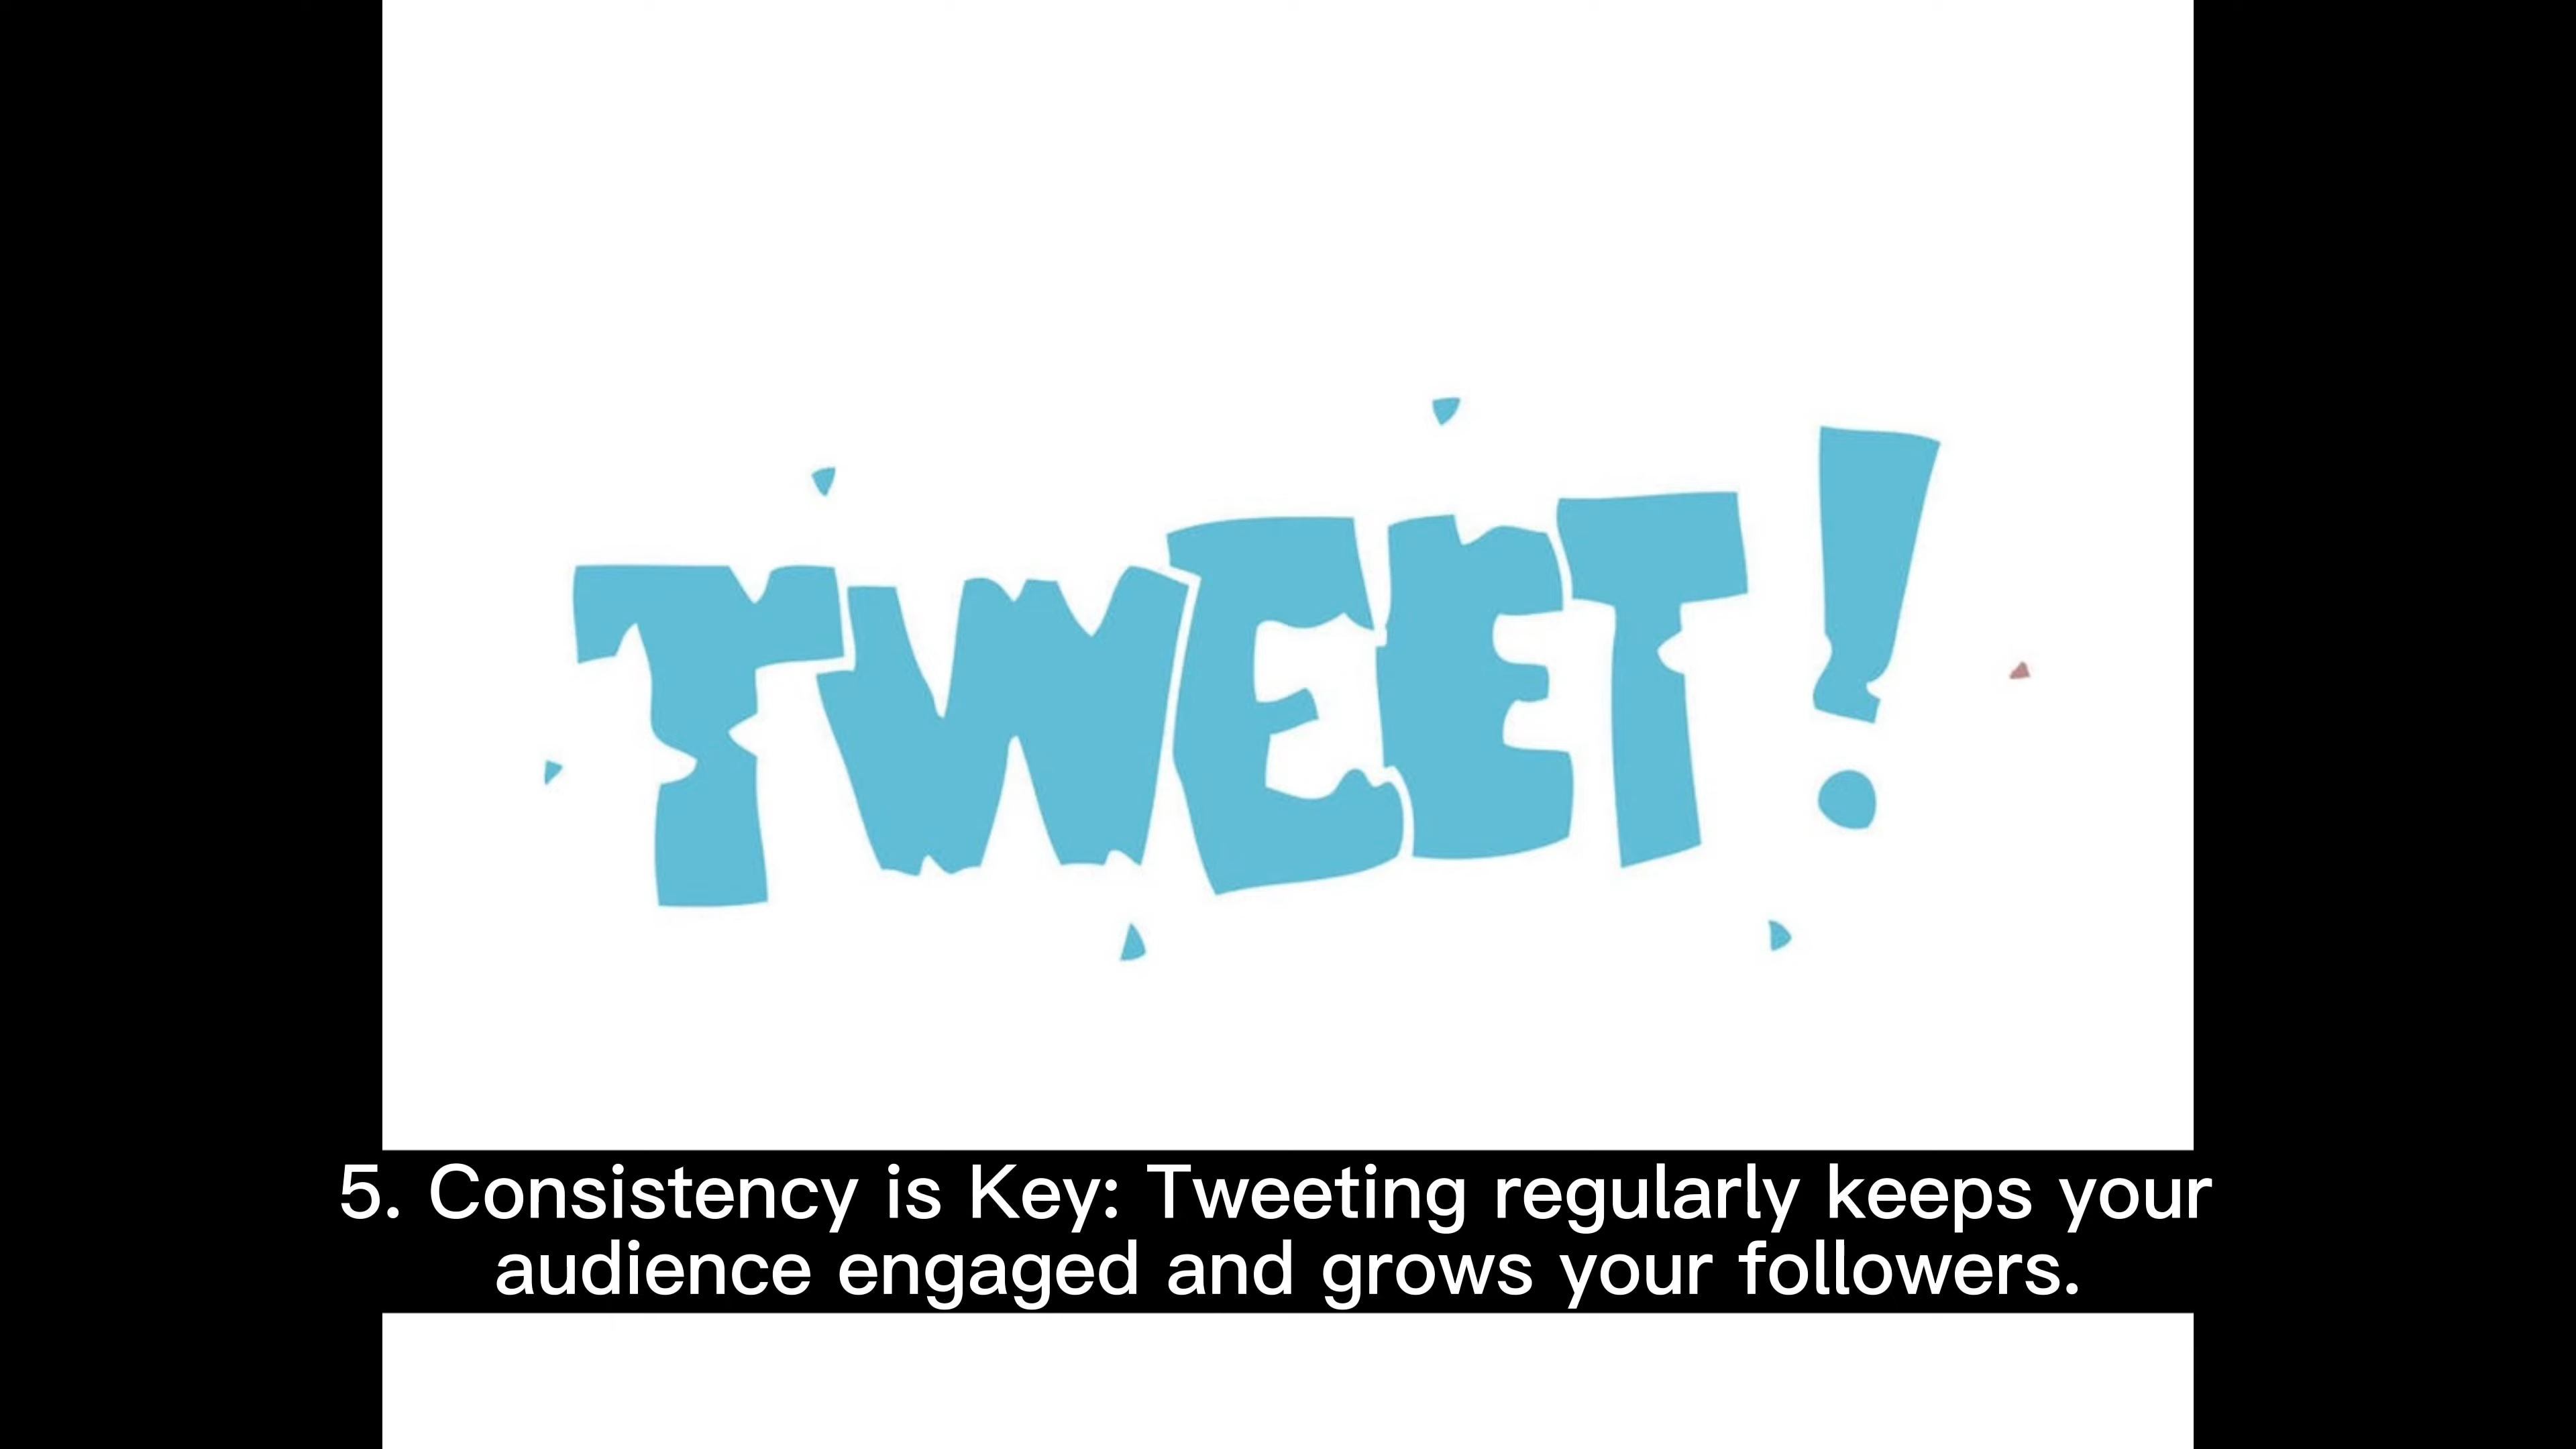 TWEET!
5. Consistency is Key: Tweeting regularly keeps your
audience engaged and grows your followers.